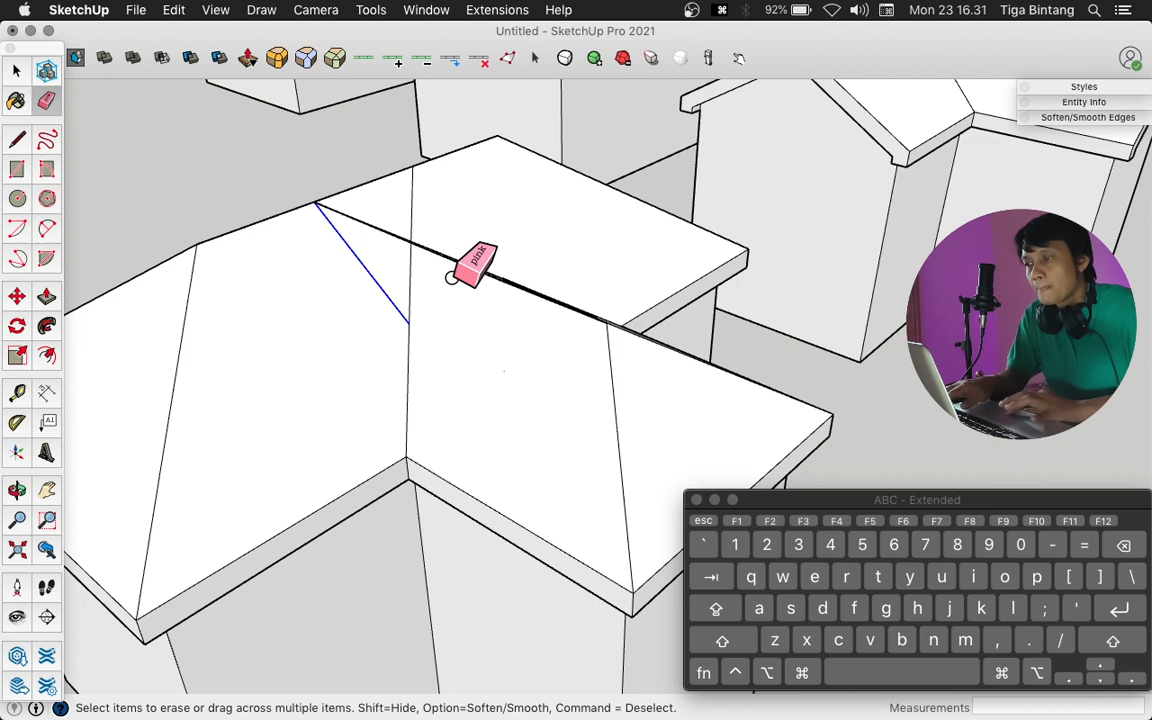 SketchUp File Edit View Camera Draw Tools Window Extensions Help 92% Mon 23 16.31 Tiga Bintang
Untitled - SketchUp Pro 2021
Styles
Entity Info
Soften/Smooth Edges
pink
A1
ABC - Extended
esc F1 F2 F3 F4 F5 F6 F7 F8 F9 F10 F11 F12
` 1 2 3 4 5 6 7 8 9 0 - =
q w e r t y u i o p [ ] \
a s d f g h j k l ; '
z x c v b n m , . /
fn
Select items to erase or drag across multiple items. Shift=Hide, Option=Soften/Smooth, Command = Deselect.
Measurements